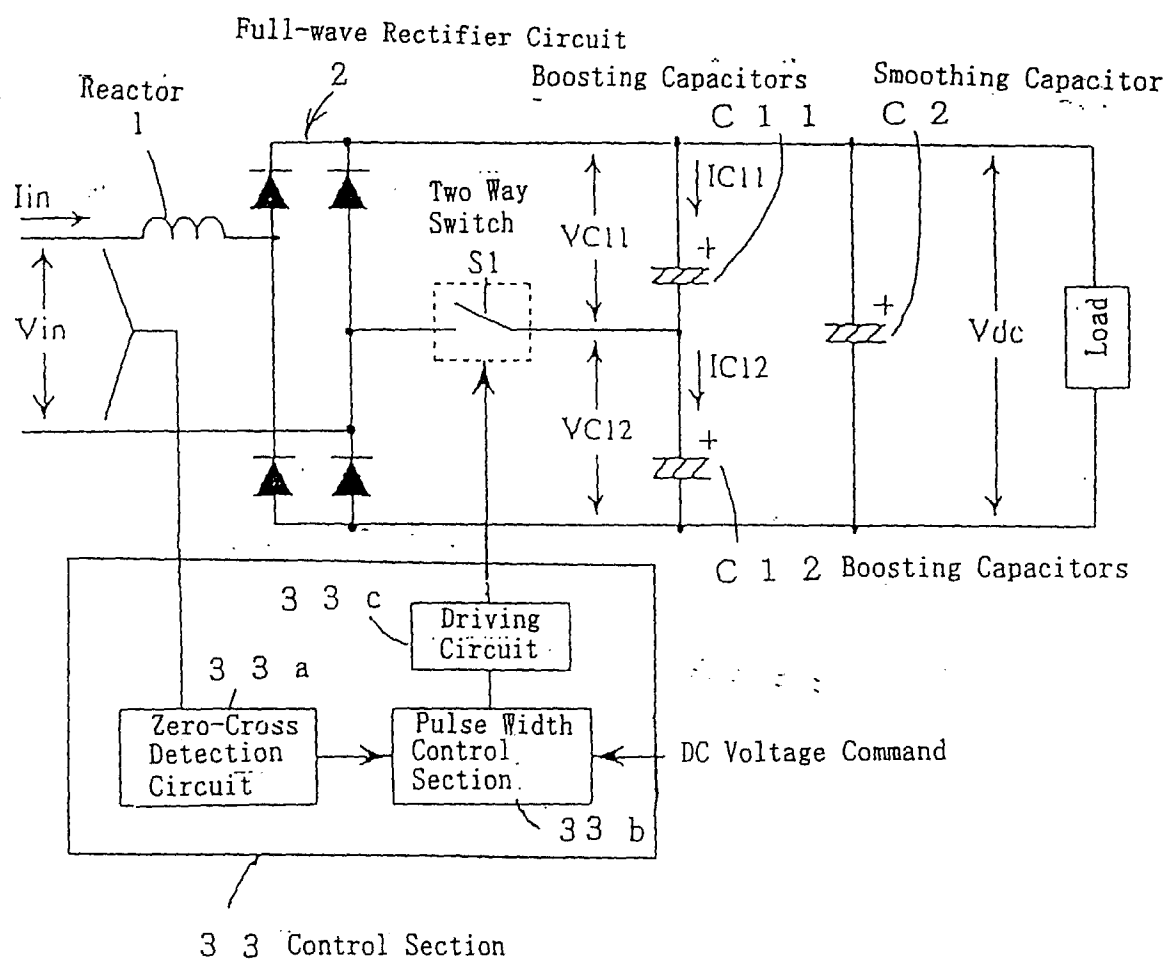 Full-wave Rectifier Circuit
2
Boosting Capacitors
C 1 1
Smoothing Capacitor
C 2
Reactor
1
Iin
Two Way
Switch
S1
VC11
IC11
+
Vin
+
Vdc
Load
IC12
VC12
+
C 1 2 Boosting Capacitors
3 3 c
Driving
Circuit
3 3 a
Zero-Cross
Detection
Circuit
Pulse Width
Control
Section
DC Voltage Command
3 3 b
3 3 Control Section